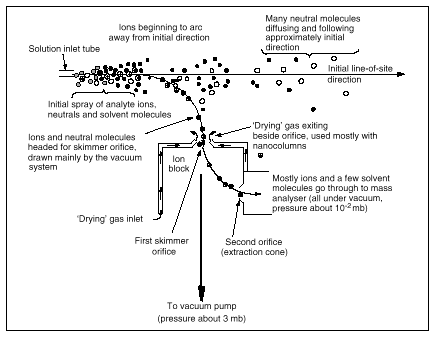 Ions beginning to arc
away from initial direction
Many neutral molecules
diffusing and following
approximately initial
direction
Solution inlet tube
Initial line-of-site
direction
Initial spray of analyte ions,
neutrals and solvent molecules
Ions and neutral molecules
headed for skimmer orifice,
drawn mainly by the vacuum
system
'Drying' gas exiting
beside orifice, used mostly with
nanocolumns
Ion
block
Mostly ions and a few solvent
molecules go through to mass
analyser (all under vacuum,
pressure about 10⁻² mb)
'Drying' gas inlet
First skimmer
orifice
Second orifice
(extraction cone)
To vacuum pump
(pressure about 3 mb)